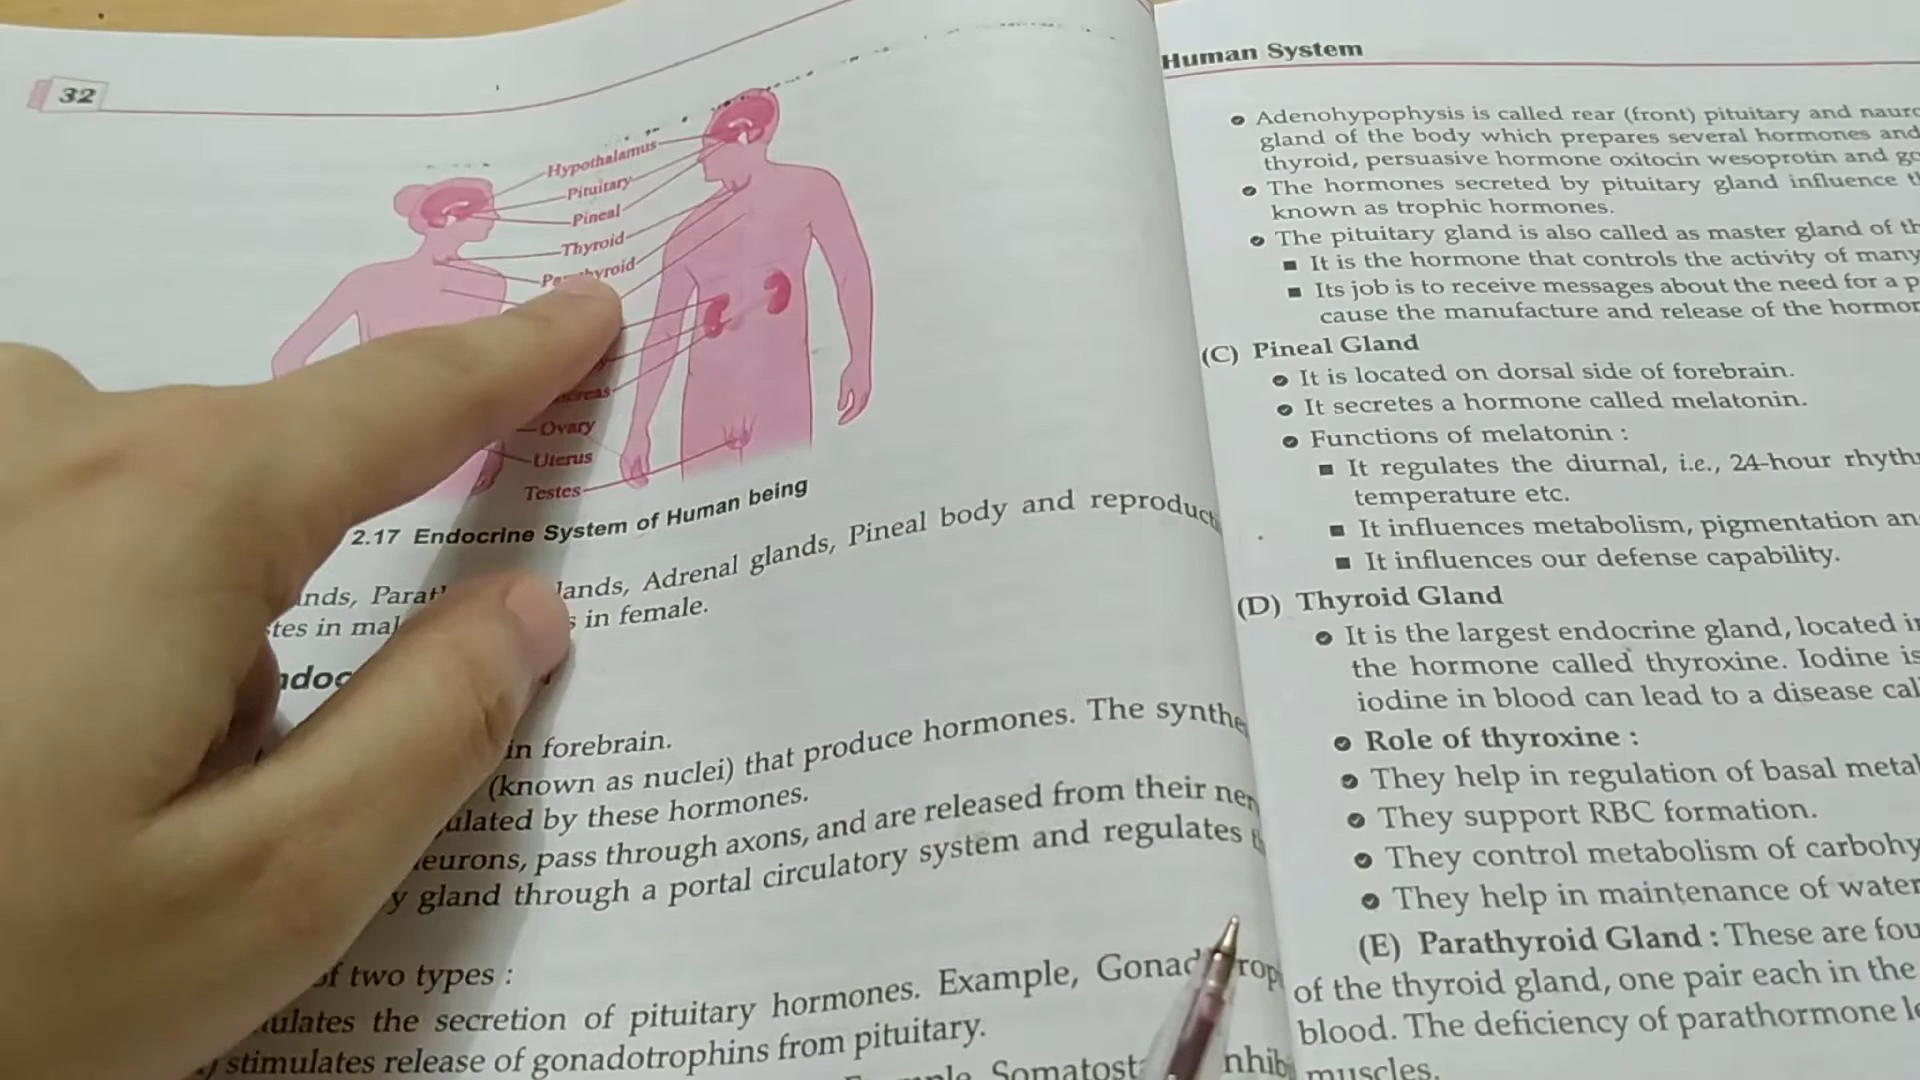 32
Hypothalamus
Pituitary
Pineal
Thyroid
Ovary
Uterus
Testes
2.17 Endocrine System of Human being
lands, Adrenal glands, Pineal body and reproduct
in female.
in forebrain.
(known as nuclei) that produce hormones. The synthe
ulated by these hormones.
eurons, pass through axons, and are released from their ner
y gland through a portal circulatory system and regulates
of two types :
ulates the secretion of pituitary hormones. Example, Gonad
stimulates release of gonadotrophins from pituitary.
Somatost
Human System
Adenohypophysis is called rear (front) pituitary and
gland of the body which prepares several hormones and
thyroid, persuasive hormone oxitocin wesoprotin and
The hormones secreted by pituitary gland influence
known as trophic hormones.
The pituitary gland is also called as master gland of
It is the hormone that controls the activity of many
Its job is to receive messages about the need for a
cause the manufacture and release of the hormo
(C) Pineal Gland
It is located on dorsal side of forebrain.
It secretes a hormone called melatonin.
Functions of melatonin :
It regulates the diurnal, i.e., 24-hour rhyth
temperature etc.
It influences metabolism, pigmentation an
It influences our defense capability.
(D) Thyroid Gland
It is the largest endocrine gland, located
the hormone called thyroxine. Iodine is
iodine in blood can lead to a disease cal
Role of thyroxine :
They help in regulation of basal metal
They support RBC formation.
They control metabolism of carbohy
They help in maintenance of water
(E) Parathyroid Gland : These are fou
of the thyroid gland, one pair each in the
blood. The deficiency of parathormone
muscles.